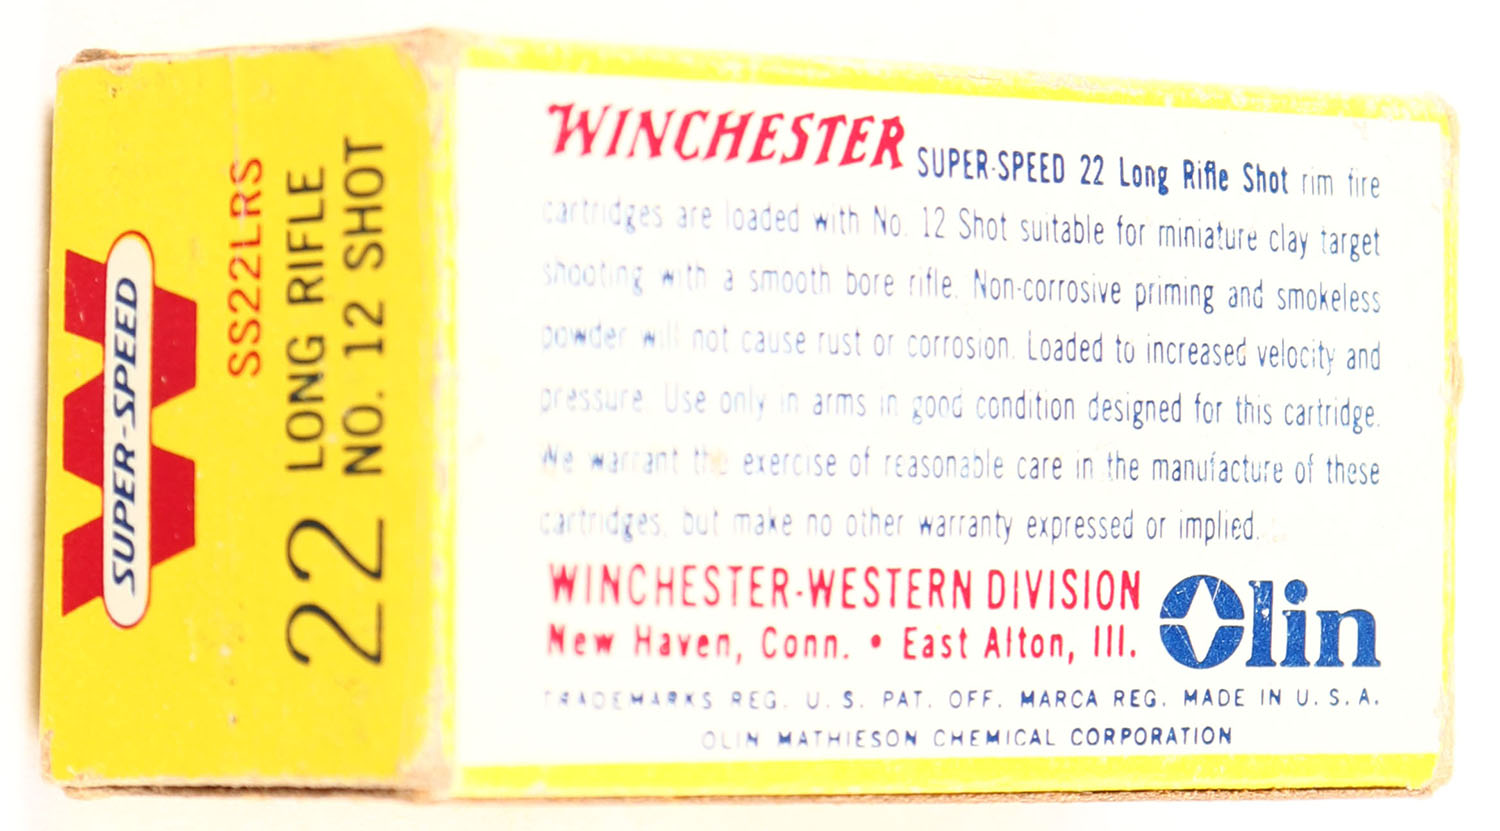 SUPER-SPEED
SS22LRS
22 LONG RIFLE
NO. 12 SHOT
WINCHESTER SUPER-SPEED 22 Long Rifle Shot rim fire
cartridges are loaded with No. 12 Shot suitable for miniature clay target
shooting with a smooth bore rifle. Non-corrosive priming and smokeless
powder will not cause rust or corrosion. Loaded to increased velocity and
pressure. Use only in arms in good condition designed for this cartridge.
We warrant the exercise of reasonable care in the manufacture of these
cartridges, but make no other warranty expressed or implied.
WINCHESTER-WESTERN DIVISION
New Haven, Conn. • East Alton, Ill.
Olin
TRADEMARKS REG. U. S. PAT. OFF. MARCA REG. MADE IN U. S. A.
OLIN MATHIESON CHEMICAL CORPORATION